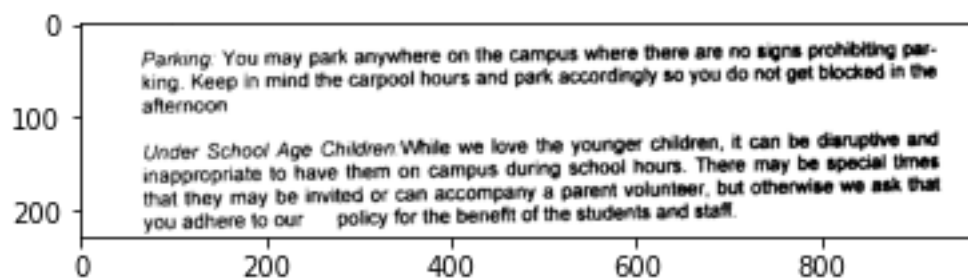 0
Parking: You may park anywhere on the campus where there are no signs prohibiting par-
king. Keep in mind the carpool hours and park accordingly so you do not get blocked in the
afternoon
100
Under School Age Children. While we love the younger children, it can be disruptive and
inappropriate to have them on campus during school hours. There may be special times
that they may be invited or can accompany a parent volunteer, but otherwise we ask that
200
you adhere to our policy for the benefit of the students and staff.
0 200 400 600 800